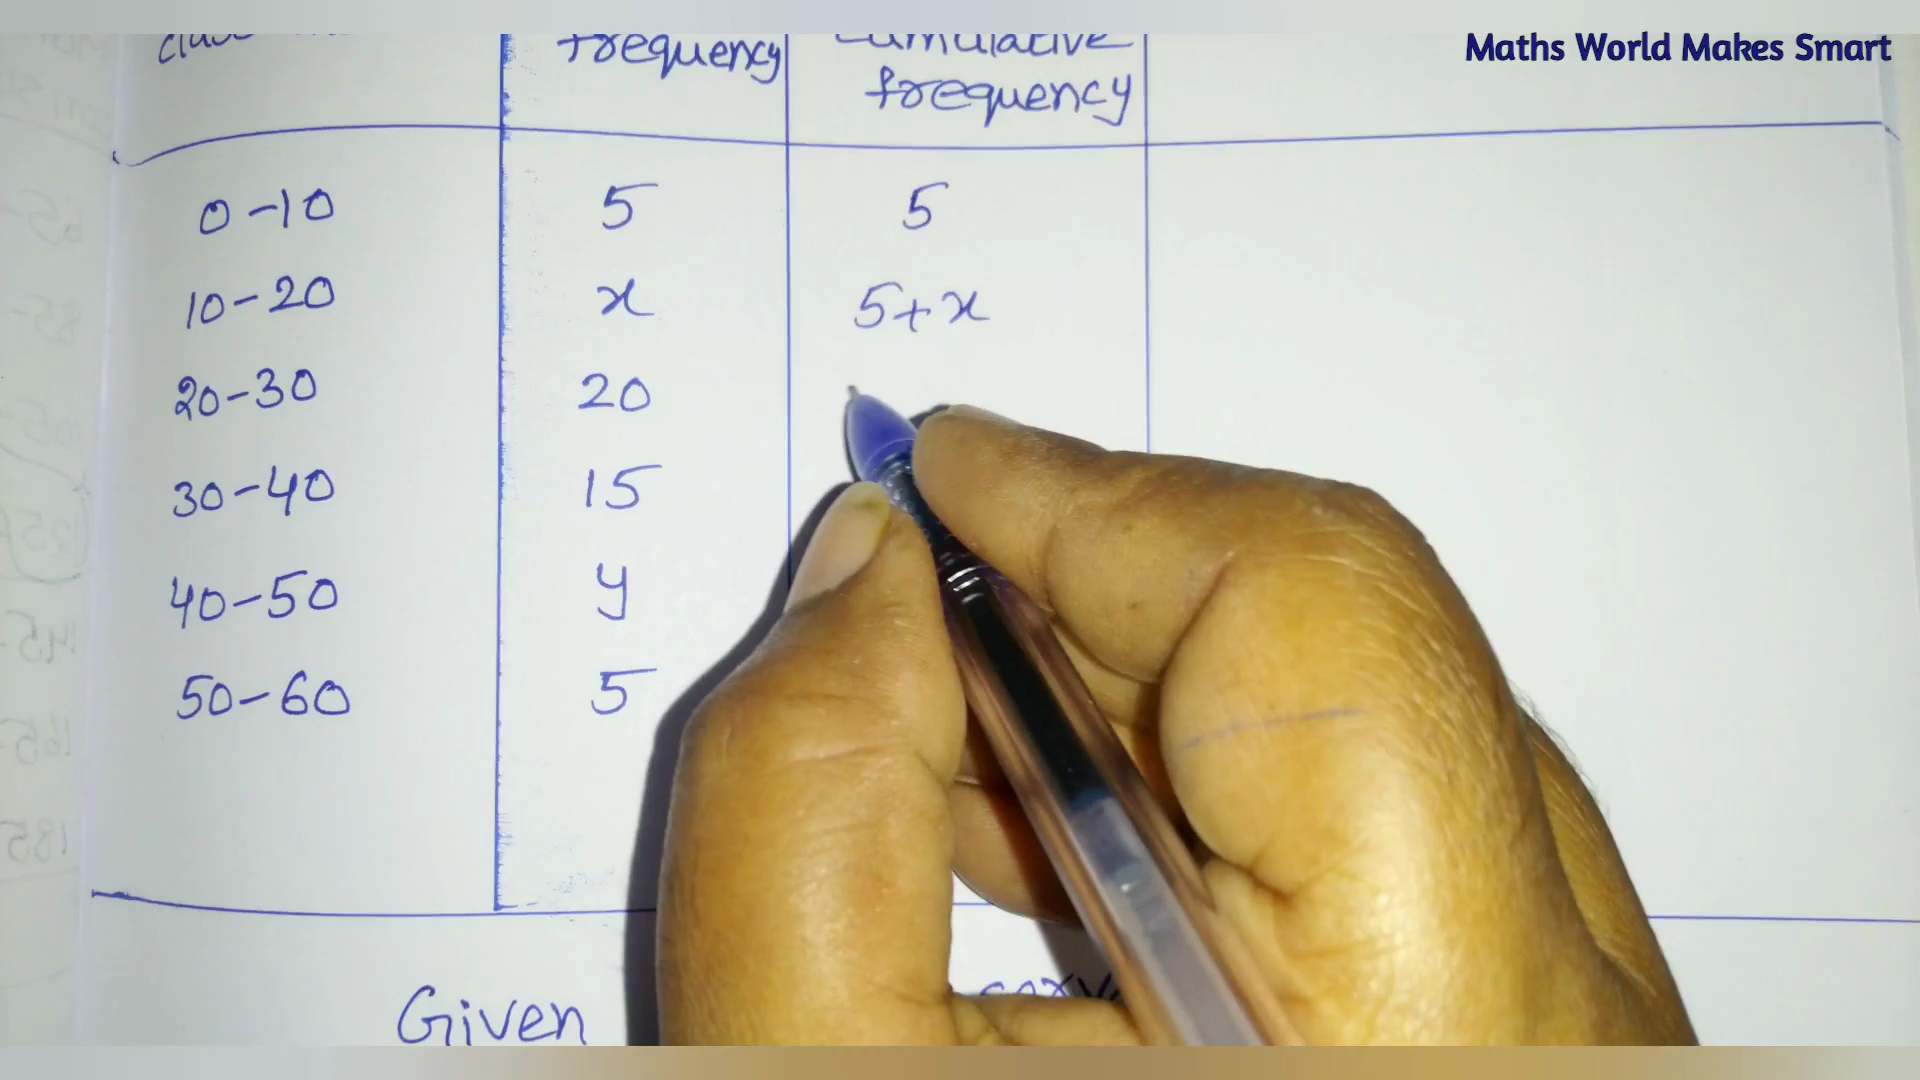 Maths World Makes Smart
frequency
cumulative
frequency
0-10 5 5
10-20 x 5+x
20-30 20
30-40 15
40-50 y
50-60 5
Given